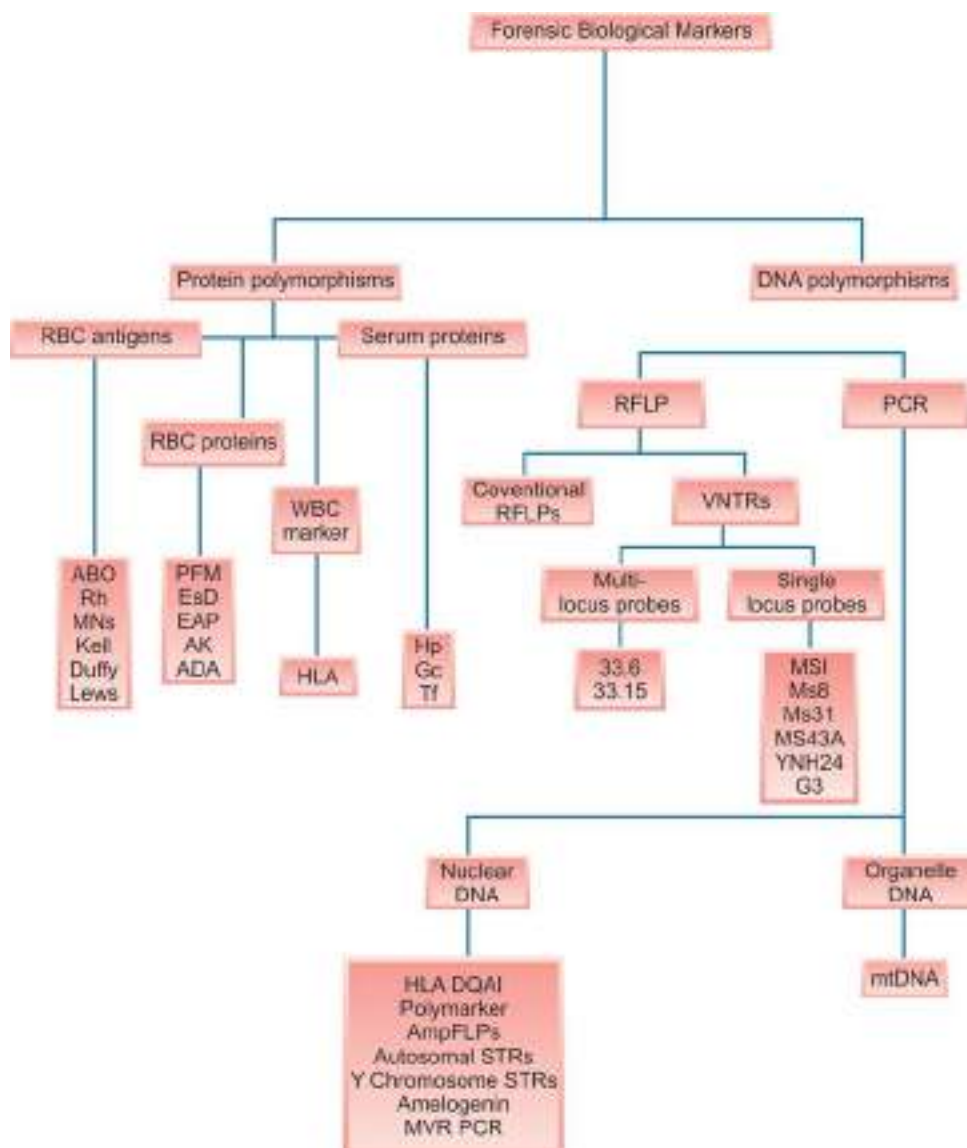 Forensic Biological Markers
Protein polymorphisms
DNA polymorphisms
RBC antigens
Serum proteins
RFLP
PCR
RBC proteins
WBC
marker
Coventional
RFLPs
VNTRs
ABO
Rh
MNs
Kell
Duffy
Lews
PFM
EsD
EAP
AK
ADA
HLA
Hp
Gc
Tf
Multi-
locus probes
Single
locus probes
33.6
33.15
MSI
Ms8
Ms31
MS43A
YNH24
G3
Nuclear
DNA
Organelle
DNA
HLA DQAI
Polymarker
AmpFLPs
Autosomal STRs
Y Chromosome STRs
Amelogenin
MVR PCR
mtDNA